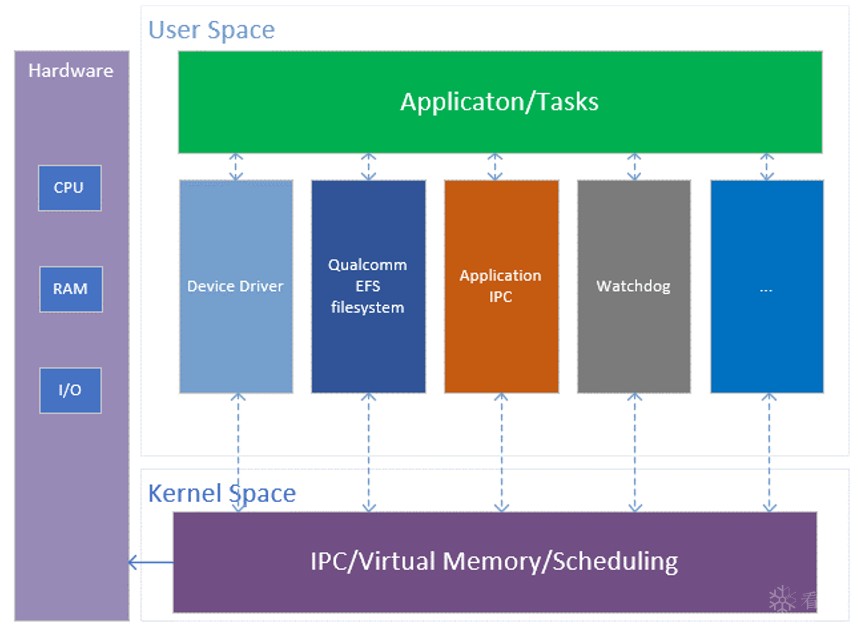 User Space
Hardware
Applicaton/Tasks
CPU
RAM
I/O
Device Driver
Qualcomm
EFS
filesystem
Application
IPC
Watchdog
...
Kernel Space
IPC/Virtual Memory/Scheduling
看